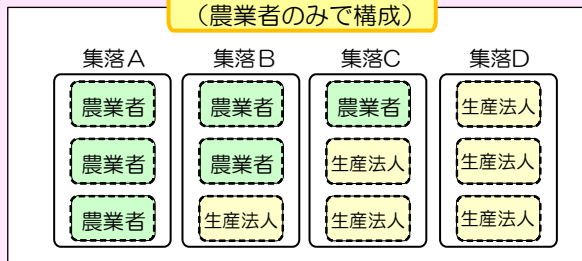 （農業者のみで構成）
集落Ａ 集落Ｂ 集落Ｃ 集落D
農業者 農業者 農業者 生産法人
農業者 農業者 生産法人 生産法人
農業者 生産法人 生産法人 生産法人